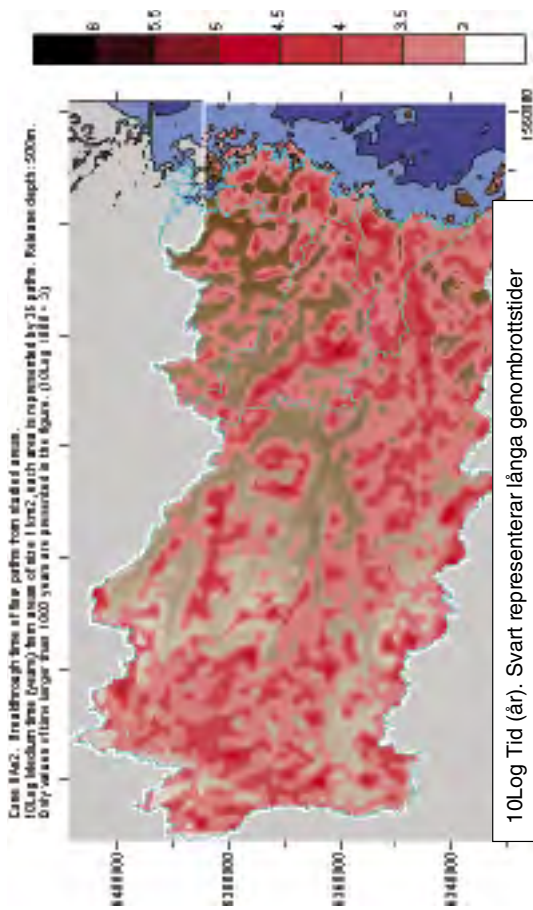 Breakthrough time of flow paths from studied areas.
10Log Medium time (years) from areas of size 1 km2, each area is represented by 25 paths. Release depth: 500m.
Only values of time larger than 1000 years are presented in the figure. (10Log 1000 = 3)
6
5.5
5
4.5
4
3.5
3
1560000
10Log Tid (år). Svart representerar långa genombrottstider